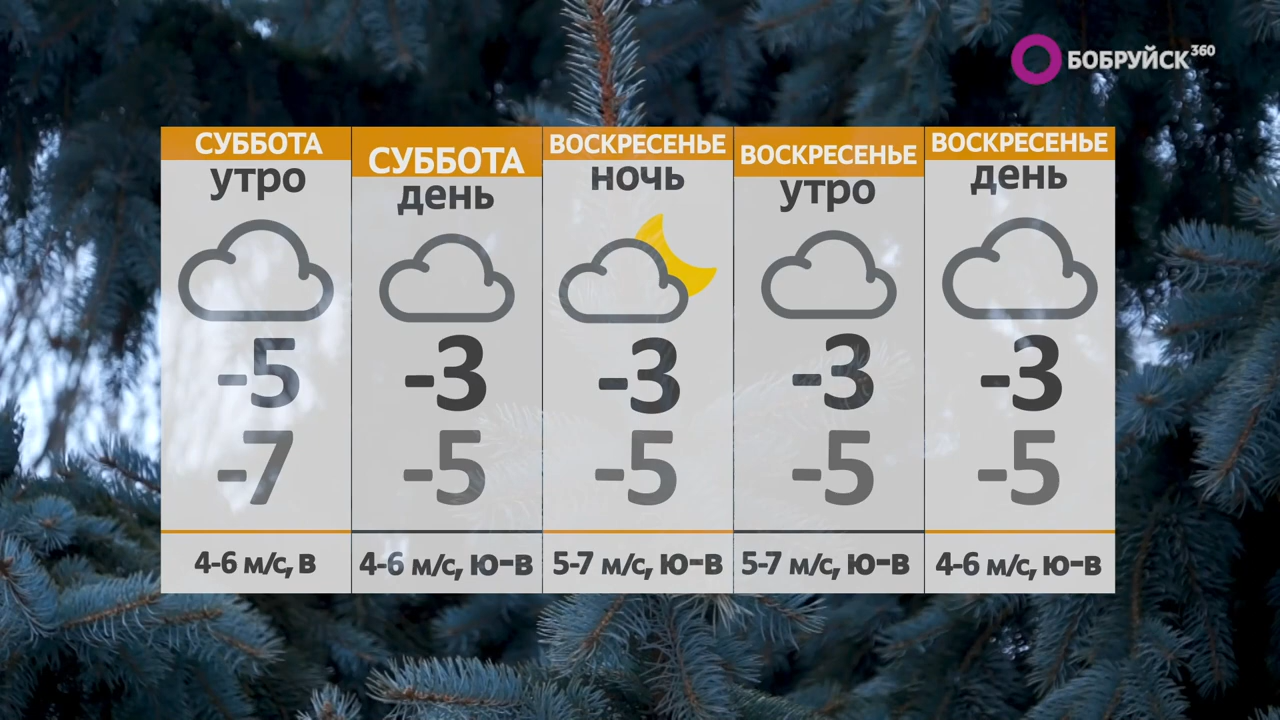 БОБРУЙСК360
СУББОТА
утро
-5
-7
4-6 м/с, в
СУББОТА
день
-3
-5
4-6 м/с, ю-в
ВОСКРЕСЕНЬЕ
ночь
-3
-5
5-7 м/с, ю-в
ВОСКРЕСЕНЬЕ
утро
-3
-5
5-7 м/с, ю-в
ВОСКРЕСЕНЬЕ
день
-3
-5
4-6 м/с, ю-в